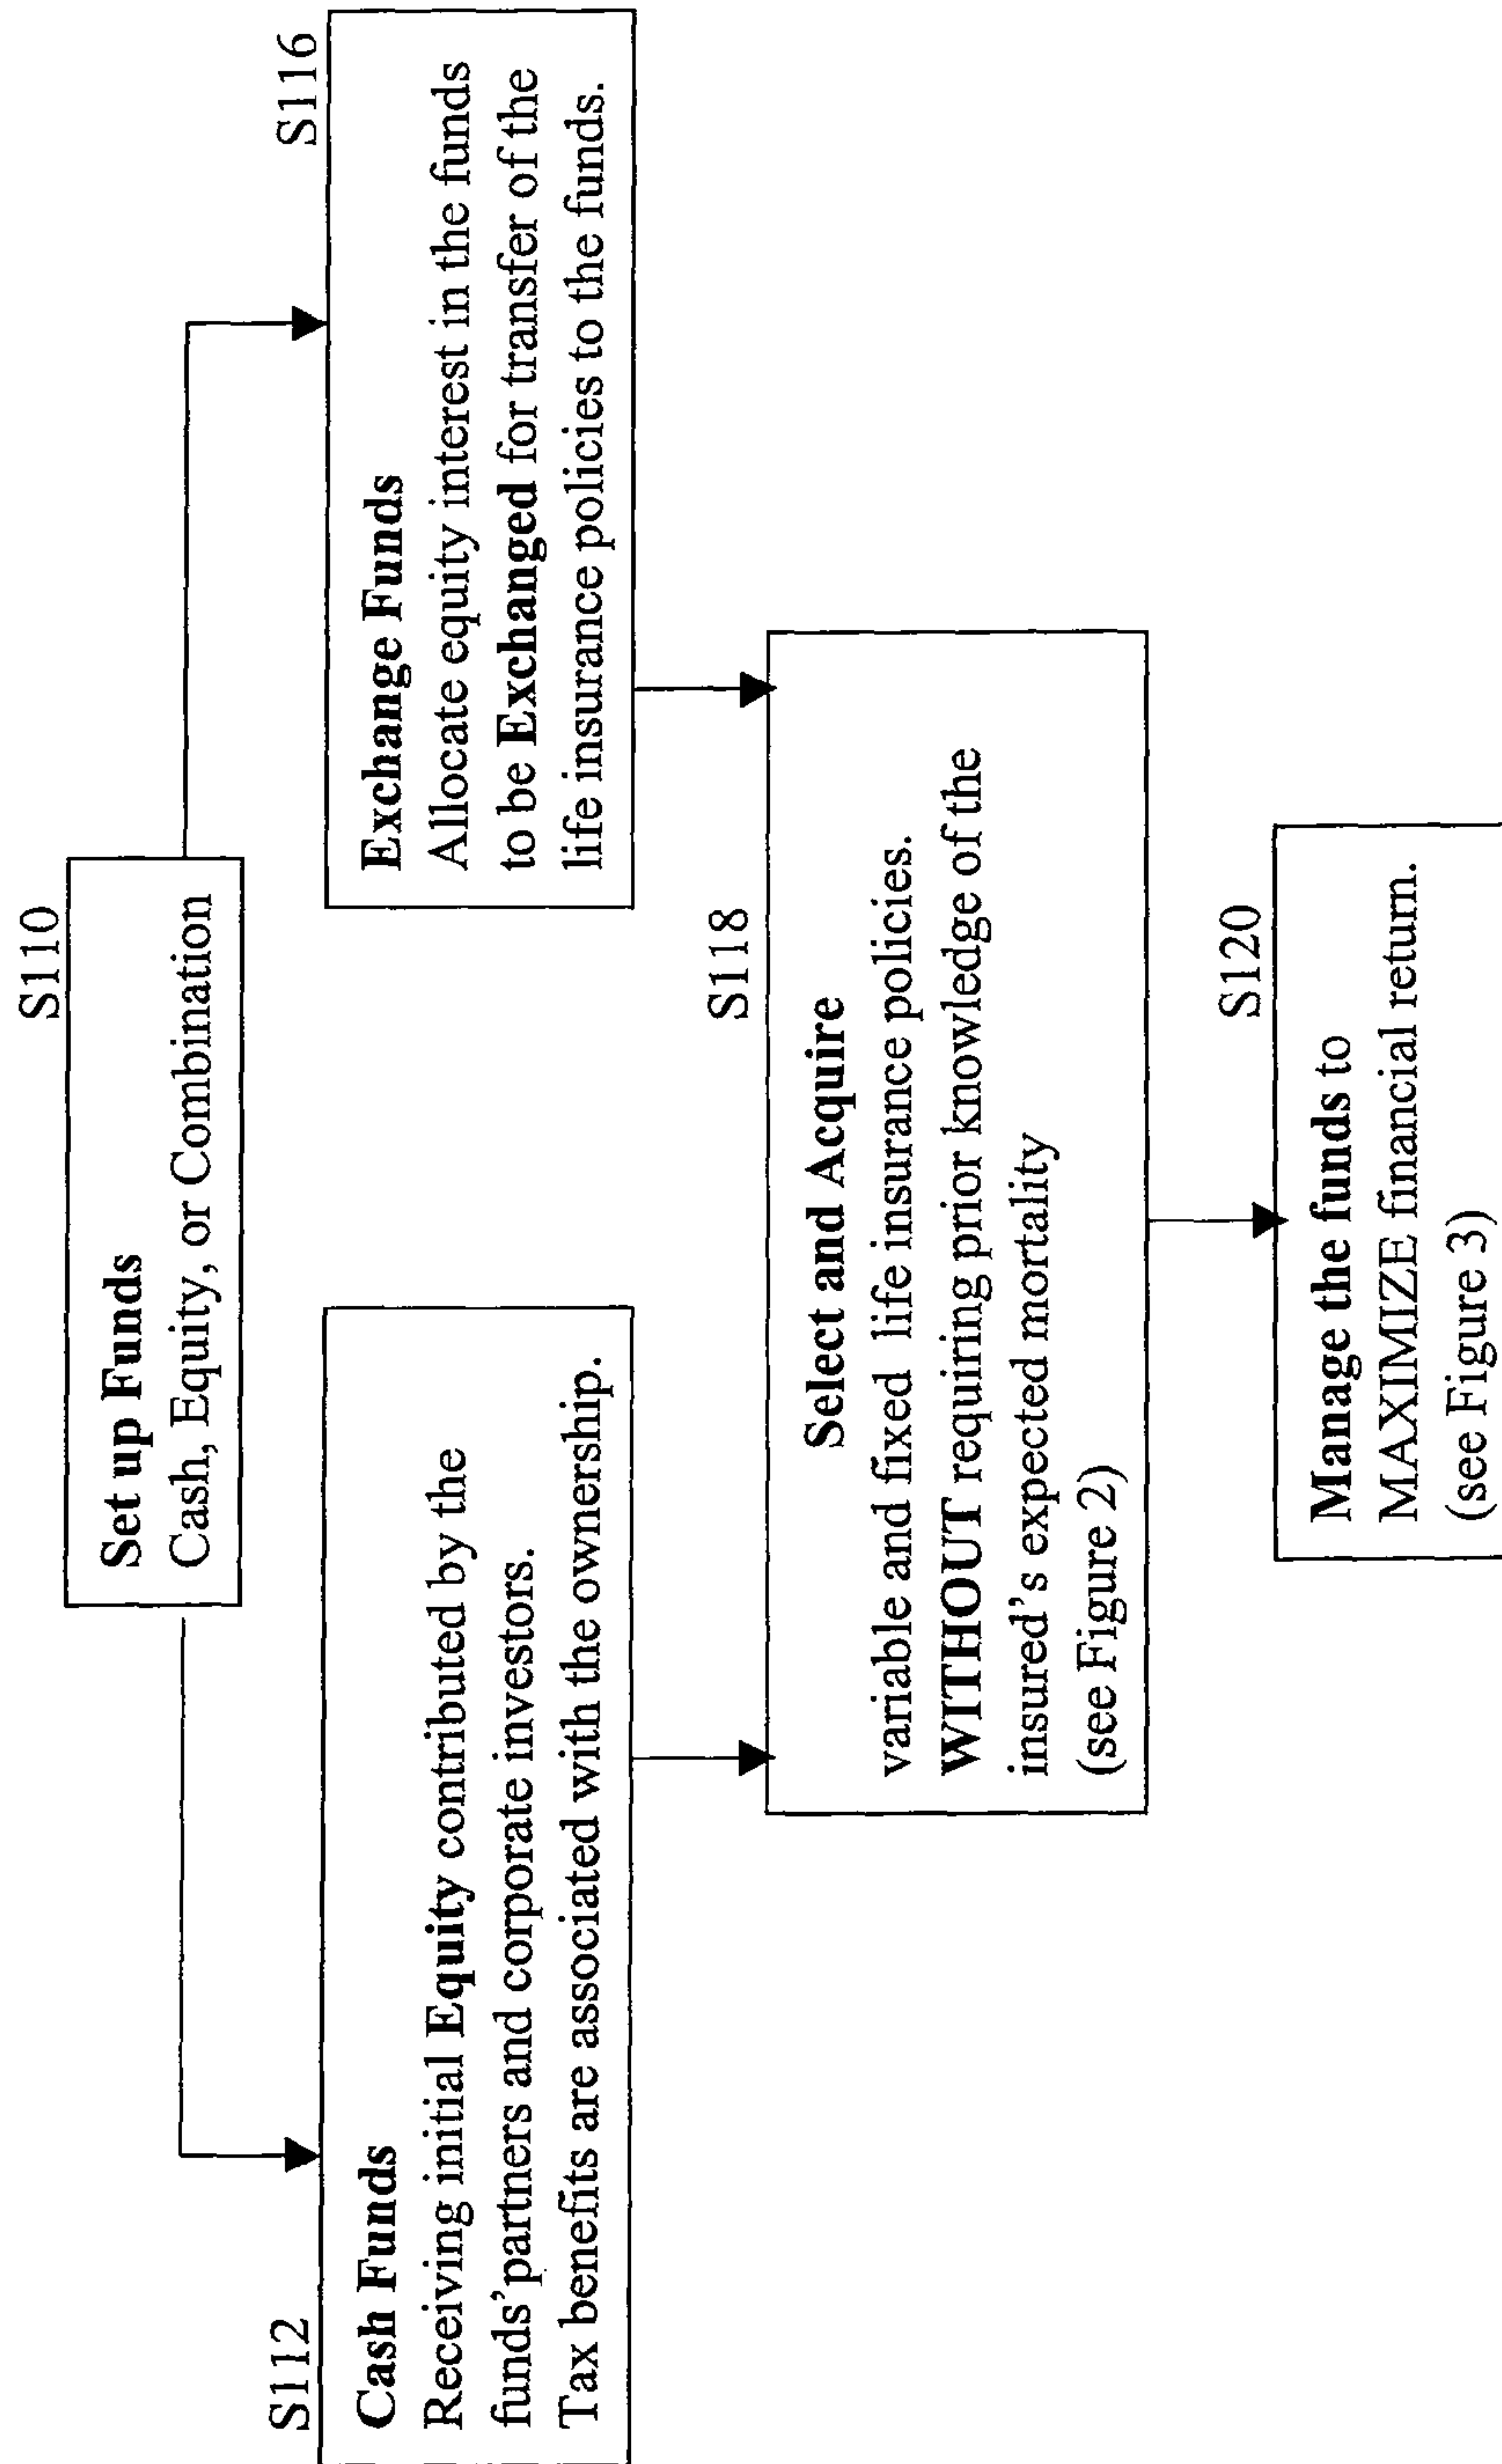 S110
Set up Funds
Cash, Equity, or Combination
S112
Cash Funds
Receiving initial Equity contributed by the
funds'partners and corporate investors.
Tax benefits are associated with the ownership.
S116
Exchange Funds
Allocate equity interest in the funds
to be Exchanged for transfer of the
life insurance policies to the funds.
S118
Select and Acquire
variable and fixed life insurance policies.
WITHOUT requiring prior knowledge of the
insured's expected mortality
(see Figure 2)
S120
Manage the funds to
MAXIMIZE financial return.
(see Figure 3)